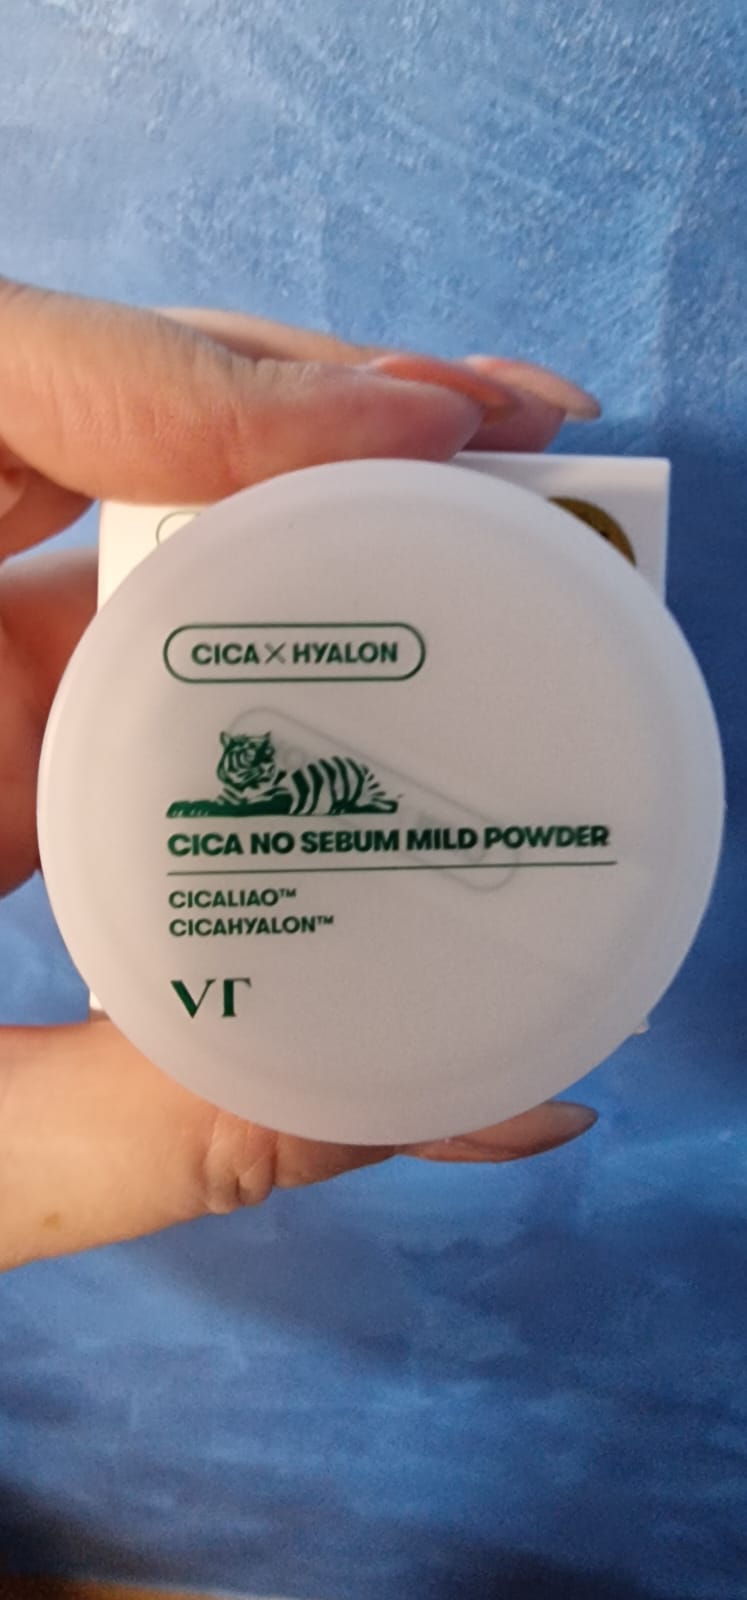 CICA X HYALON
CICA NO SEBUM MILD POWDER
CICALIAO™
CICAHYALON™
VT